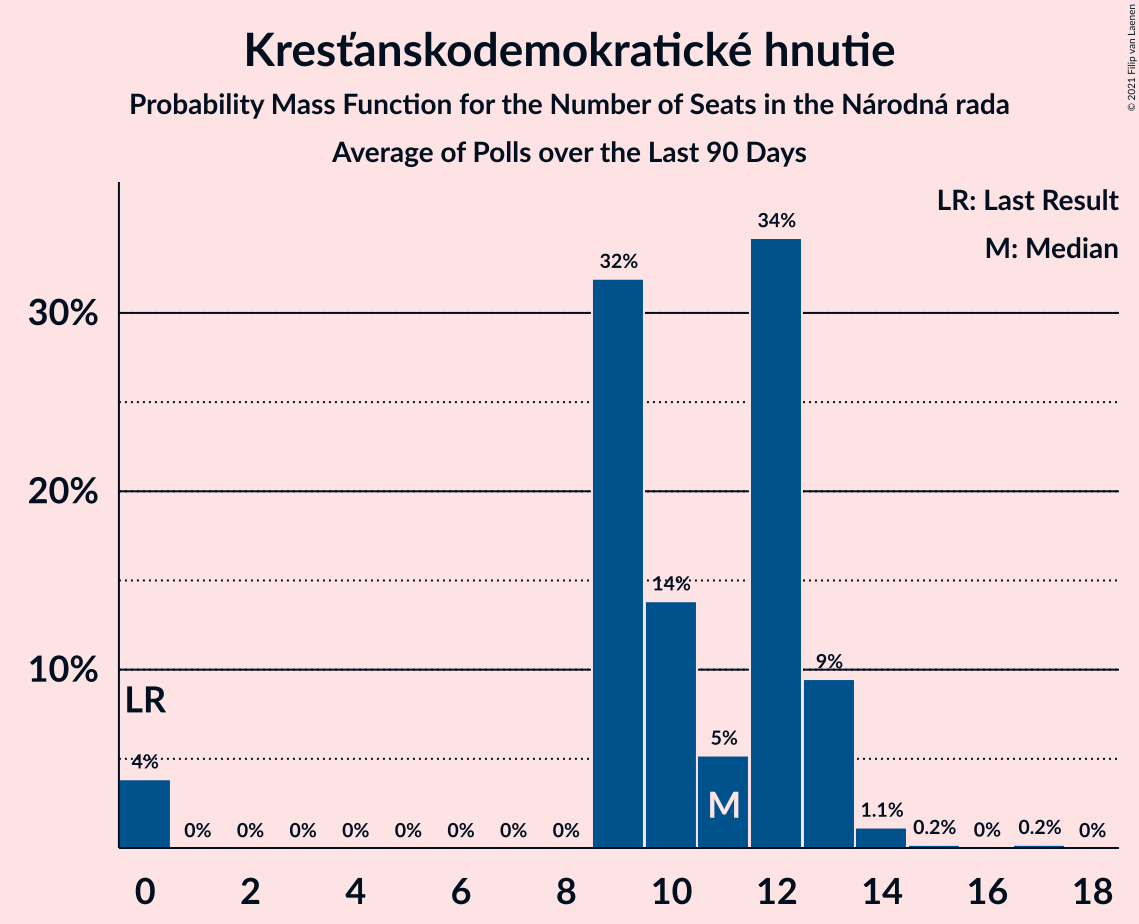 Kresťanskodemokratické hnutie
Probability Mass Function for the Number of Seats in the Národná rada
Average of Polls over the Last 90 Days
© 2021 Filip van Laenen
LR: Last Result
M: Median
30%
20%
10%
LR
M
4%
0%
0%
0%
0%
0%
0%
0%
0%
32%
14%
5%
34%
9%
1.1%
0.2%
0%
0.2%
0%
0 2 4 6 8 10 12 14 16 18